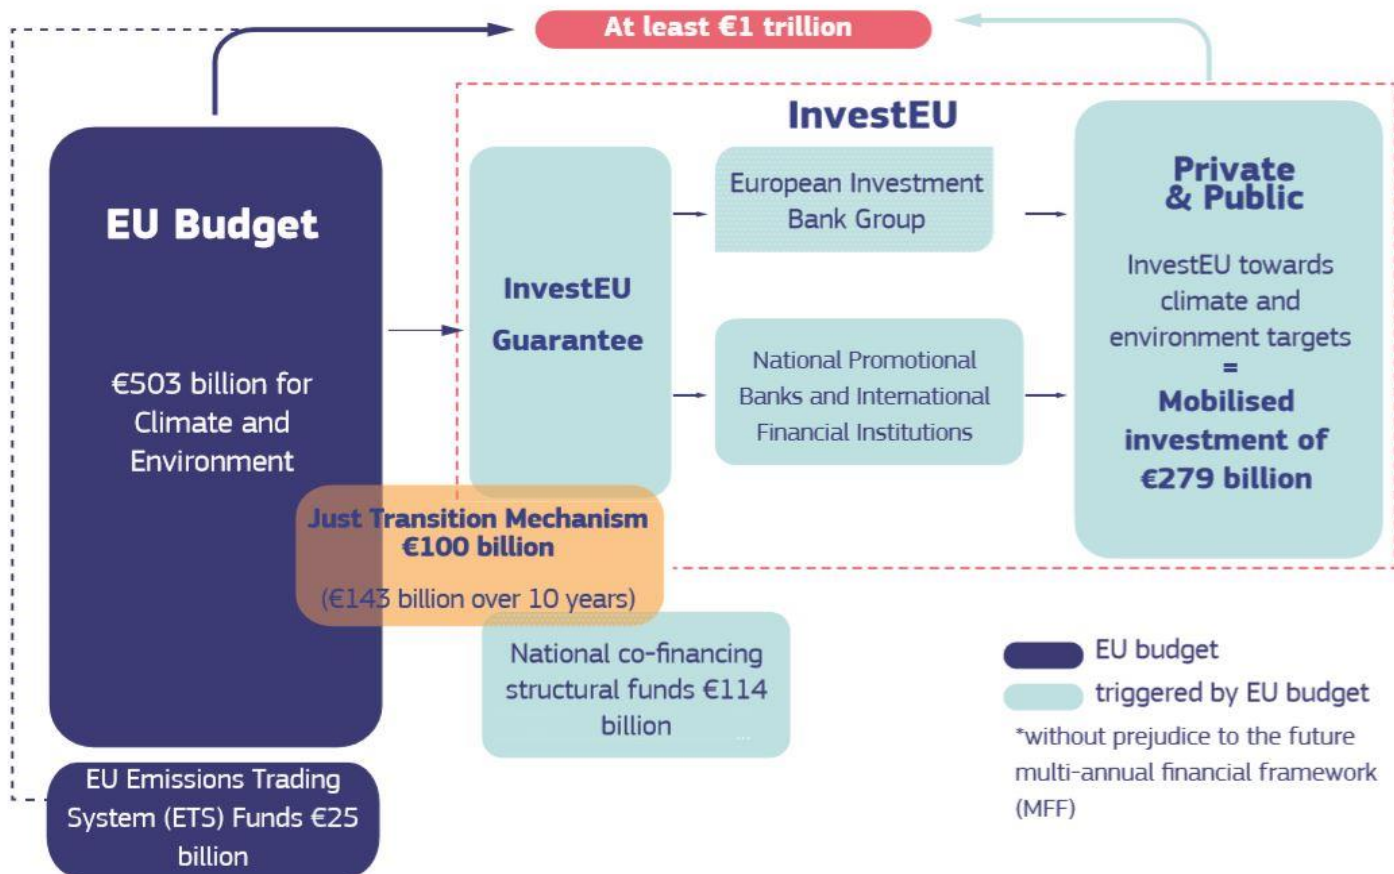 At least €1 trillion
InvestEU
EU Budget
€503 billion for
Climate and
Environment
InvestEU
Guarantee
European Investment
Bank Group
National Promotional
Banks and International
Financial Institutions
Private
& Public
InvestEU towards
climate and
environment targets
=
Mobilised
investment of
€279 billion
Just Transition Mechanism
€100 billion
(€143 billion over 10 years)
National co-financing
structural funds €114
billion
...
EU Emissions Trading
System (ETS) Funds €25
billion
EU budget
triggered by EU budget
*without prejudice to the future
multi-annual financial framework
(MFF)